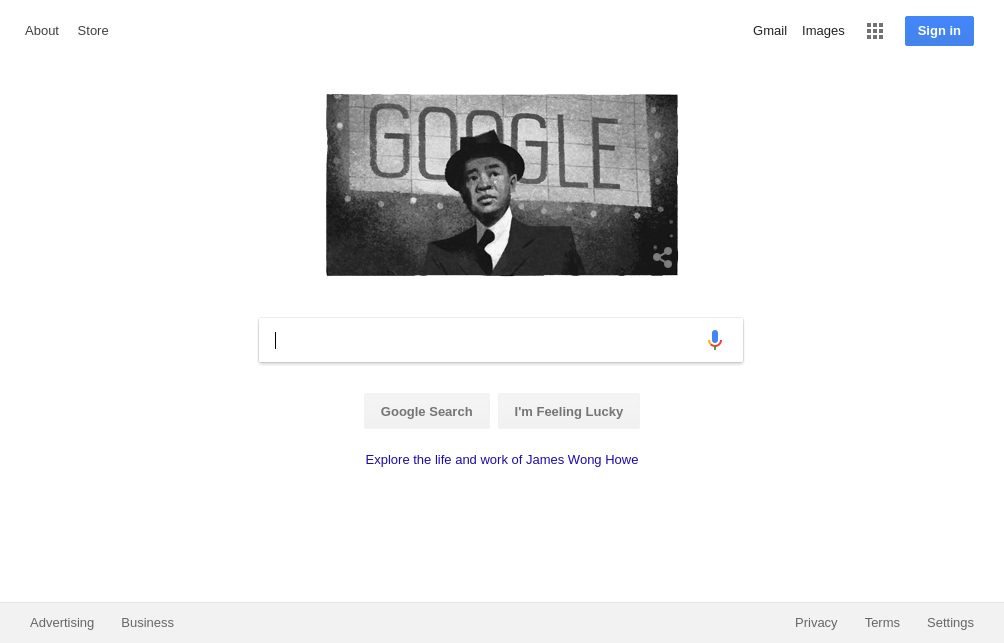 About Store
Gmail Images Sign in
GOOGLE
Google Search I'm Feeling Lucky
Explore the life and work of James Wong Howe
Advertising Business
Privacy Terms Settings